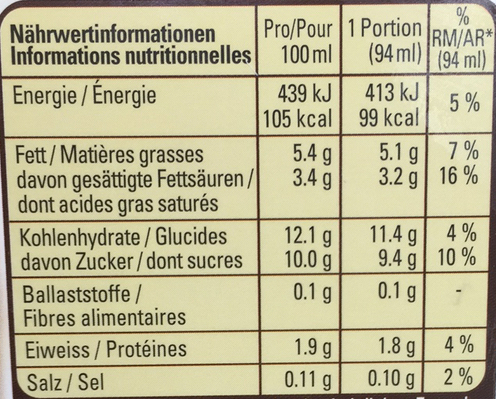 Nährwertinformationen
Informations nutritionnelles
Pro/Pour
100 ml
1 Portion
(94 ml)
%
RM/AR*
(94 ml)
Energie / Énergie
439 kJ 413 kJ 5 %
105 kcal 99 kcal
Fett / Matières grasses 5.4 g 5.1 g 7 %
davon gesättigte Fettsäuren / 3.4 g 3.2 g 16 %
dont acides gras saturés
Kohlenhydrate / Glucides 12.1 g 11.4 g 4 %
davon Zucker / dont sucres 10.0 g 9.4 g 10 %
Ballaststoffe / 0.1 g 0.1 g -
Fibres alimentaires
Eiweiss / Protéines 1.9 g 1.8 g 4 %
Salz / Sel 0.11 g 0.10 g 2 %